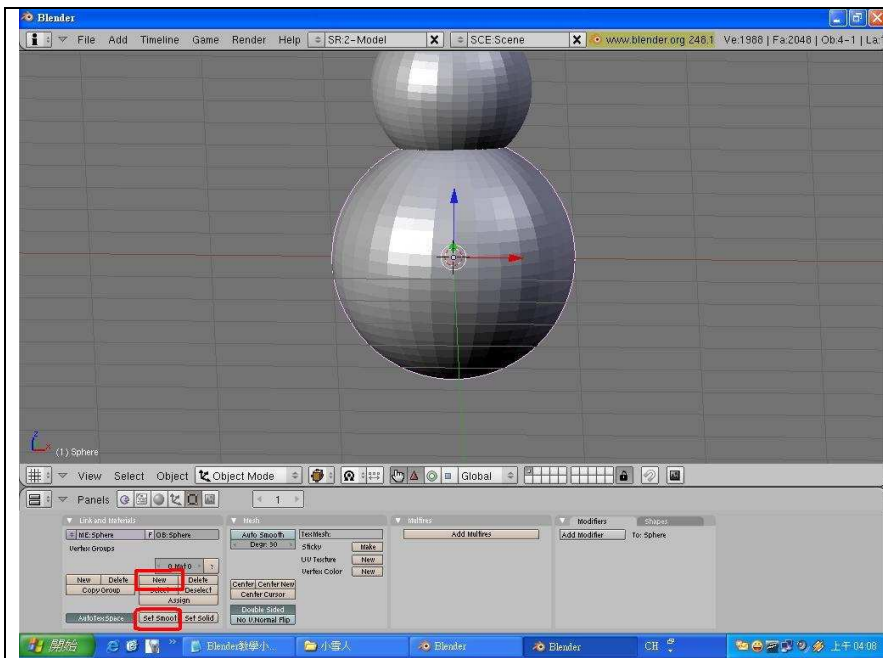 Blender
File Add Timeline Game Render Help SR:2-Model X SCE:Scene X www.blender.org 248.1 Ve:1988 | Fa:2048 | Ob:4-1 | La:
(1) Sphere
View Select Object Object Mode Global
Panels 1
Link and Materials Mesh Multires Modifiers Shapes
ME:Sphere F OB:Sphere Auto Smooth TexMesh: Add Multires Add Modifier To: Sphere
Vertex Groups Degr: 30 Sticky Make
UV Texture New
0 Mat 0 ? Vertex Color New
New Delete New Delete Center Center New
Copy Group Select Deselect Center Cursor
Assign
Double Sided
AutoTexSpace Set Smoot Set Solid No V.Normal Flip
開始 Blender教學小... 小雪人 Blender Blender CH 上午 04:08